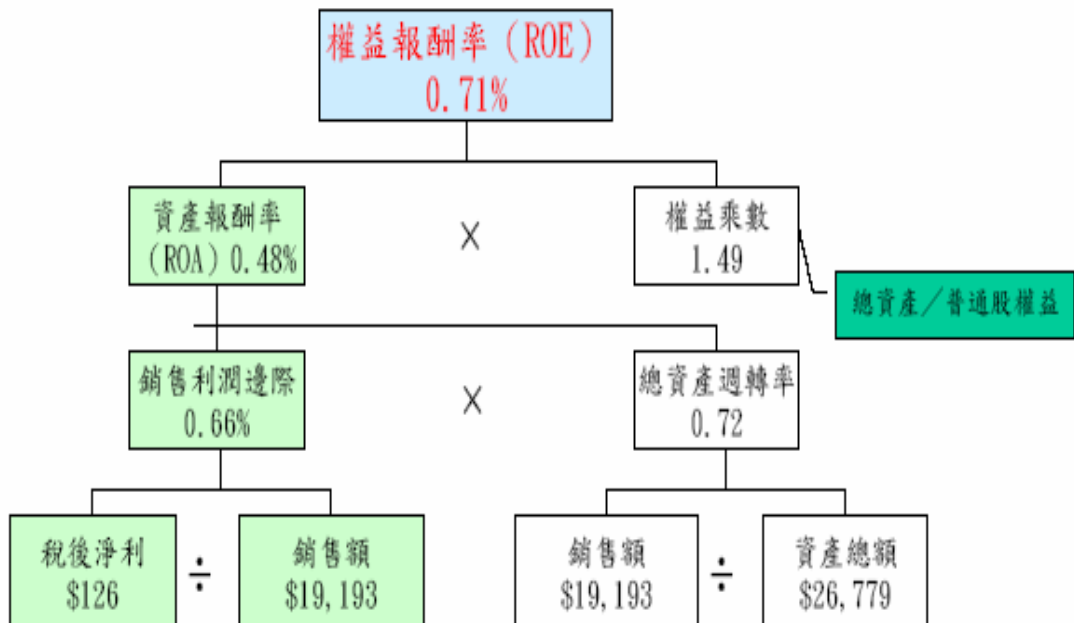 權益報酬率（ROE）
0.71%
資產報酬率
（ROA）0.48%
×
權益乘數
1.49
總資產／普通股權益
銷售利潤邊際
0.66%
×
總資產週轉率
0.72
稅後淨利
$126
÷
銷售額
$19,193
銷售額
$19,193
÷
資產總額
$26,779